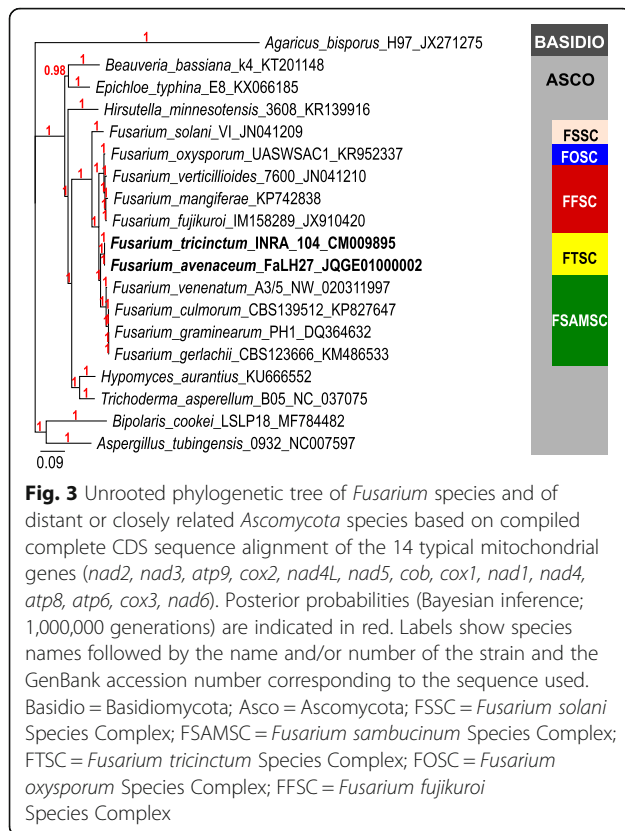 1
Agaricus_bisporus_H97_JX271275
BASIDIO
1
Beauveria_bassiana_k4_KT201148
0.98
1
Epichloe_typhina_E8_KX066185
ASCO
1
Hirsutella_minnesotensis_3608_KR139916
1
Fusarium_solani_VI_JN041209
FSSC
Fusarium_oxysporum_UASWSAC1_KR952337
FOSC
Fusarium_verticillioides_7600_JN041210
Fusarium_mangiferae_KP742838
FFSC
Fusarium_fujikuroi_IM158289_JX910420
Fusarium_tricinctum_INRA_104_CM009895
FTSC
Fusarium_avenaceum_FaLH27_JQGE01000002
Fusarium_venenatum_A3/5_NW_020311997
Fusarium_culmorum_CBS139512_KP827647
FSAMSC
Fusarium_graminearum_PH1_DQ364632
Fusarium_gerlachii_CBS123666_KM486533
1
Hypomyces_aurantius_KU666552
1
Trichoderma_asperellum_B05_NC_037075
1
Bipolaris_cookei_LSLP18_MF784482
1
Aspergillus_tubingensis_0932_NC007597
0.09
Fig. 3 Unrooted phylogenetic tree of Fusarium species and of
distant or closely related Ascomycota species based on compiled
complete CDS sequence alignment of the 14 typical mitochondrial
genes (nad2, nad3, atp9, cox2, nad4L, nad5, cob, cox1, nad1, nad4,
atp8, atp6, cox3, nad6). Posterior probabilities (Bayesian inference;
1,000,000 generations) are indicated in red. Labels show species
names followed by the name and/or number of the strain and the
GenBank accession number corresponding to the sequence used.
Basidio = Basidiomycota; Asco = Ascomycota; FSSC = Fusarium solani
Species Complex; FSAMSC = Fusarium sambucinum Species Complex;
FTSC = Fusarium tricinctum Species Complex; FOSC = Fusarium
oxysporum Species Complex; FFSC = Fusarium fujikuroi
Species Complex